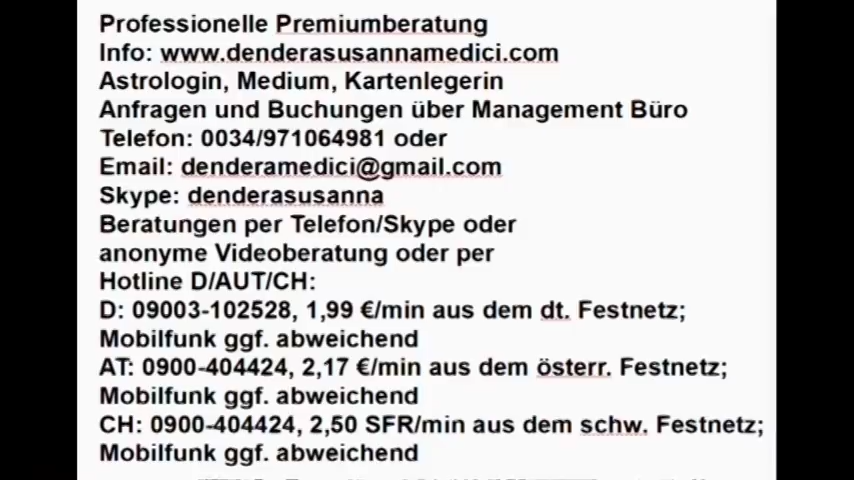 Professionelle Premiumberatung
Info: www.denderasusannamedici.com
Astrologin, Medium, Kartenlegerin
Anfragen und Buchungen über Management Büro
Telefon: 0034/971064981 oder
Email: denderamedici@gmail.com
Skype: denderasusanna
Beratungen per Telefon/Skype oder
anonyme Videoberatung oder per
Hotline D/AUT/CH:
D: 09003-102528, 1,99 €/min aus dem dt. Festnetz;
Mobilfunk ggf. abweichend
AT: 0900-404424, 2,17 €/min aus dem österr. Festnetz;
Mobilfunk ggf. abweichend
CH: 0900-404424, 2,50 SFR/min aus dem schw. Festnetz;
Mobilfunk ggf. abweichend